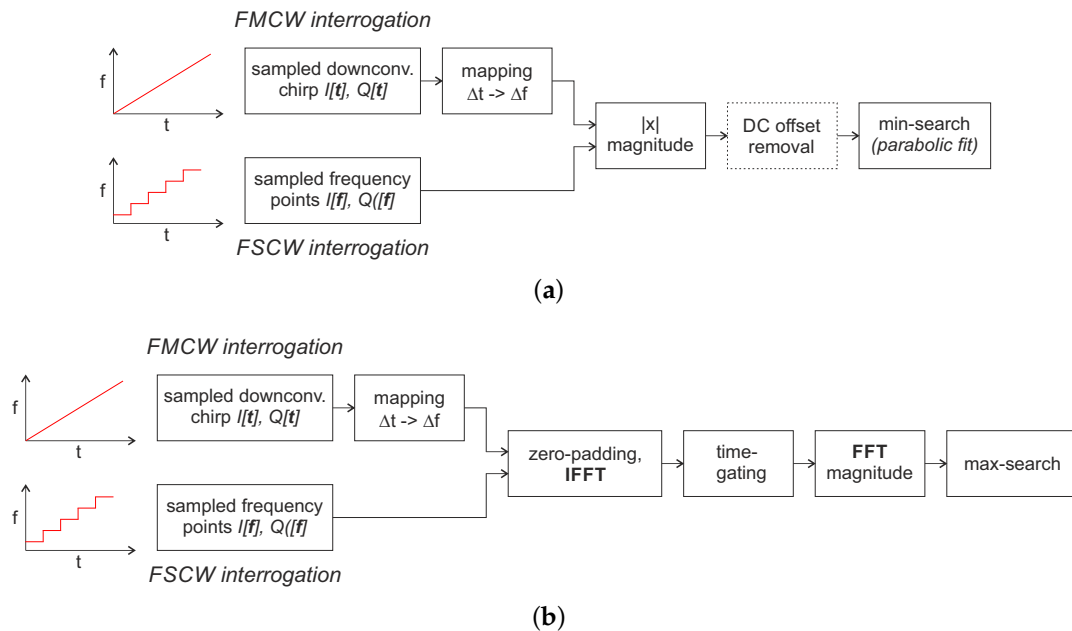 FMCW interrogation
f
t
sampled downconv.
chirp I[t], Q[t]
mapping
Δt -> Δf
|x|
magnitude
DC offset
removal
min-search
(parabolic fit)
f
t
sampled frequency
points I[f], Q([f]
FSCW interrogation
(a)
FMCW interrogation
f
t
sampled downconv.
chirp I[t], Q[t]
mapping
Δt -> Δf
zero-padding,
IFFT
time-
gating
FFT
magnitude
max-search
f
t
sampled frequency
points I[f], Q([f]
FSCW interrogation
(b)